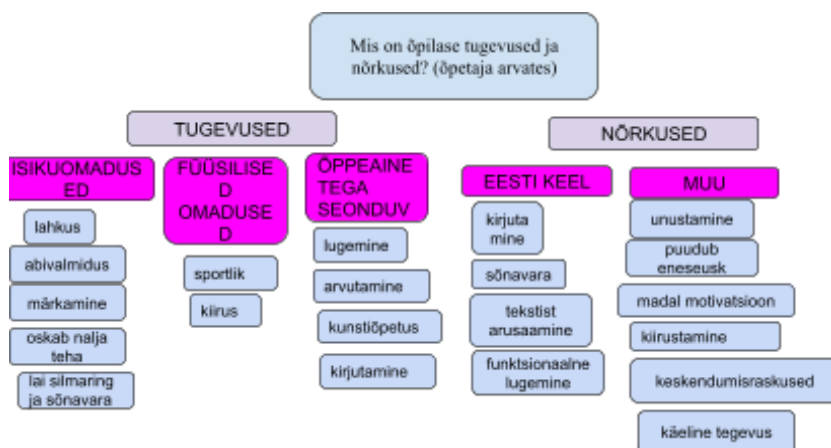 Mis on õpilase tugevused ja
nõrkused? (õpetaja arvates)
TUGEVUSED
NÕRKUSED
ISIKUOMADUS
ED
FÜÜSILISE
D
OMADUSE
D
ÕPPEAINE
TEGA
SEONDUV
EESTI KEEL
MUU
lahkus
abivalmidus
märkamine
oskab nalja
teha
lai silmaring
ja sõnavara
sportlik
kiirus
lugemine
arvutamine
kunstiõpetus
kirjutamine
kirjuta
mine
sõnavara
tekstist
arusaamine
funktsionaalne
lugemine
unustamine
puudub
eneseusk
madal motivatsioon
kiirustamine
keskendumisraskused
käeline tegevus